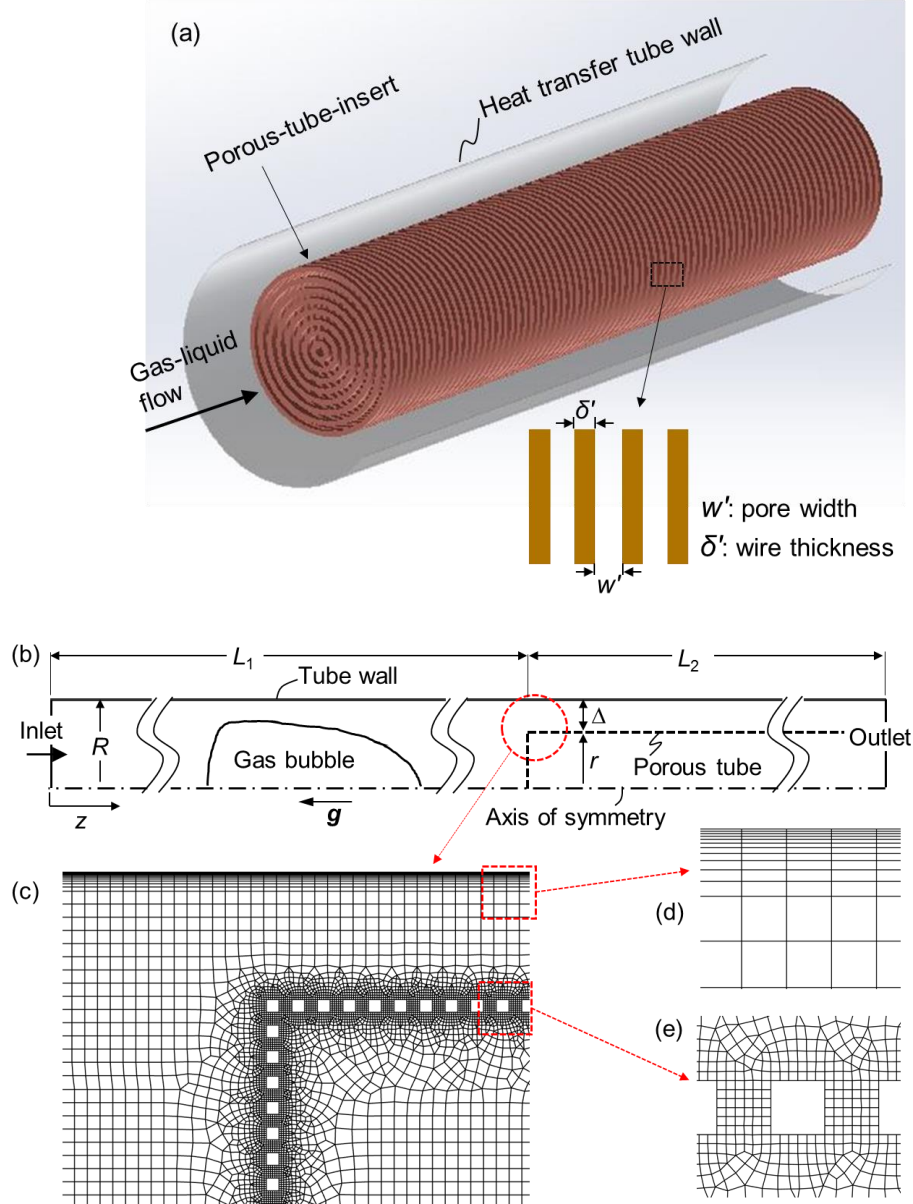 (a)
Heat transfer tube wall
Porous-tube-insert
Gas-liquid
flow
δ'
w': pore width
δ': wire thickness
w'
(b)
L1
L2
Tube wall
Inlet
R
Δ
Outlet
Gas bubble
r
Porous tube
z
g
Axis of symmetry
(c)
(d)
(e)